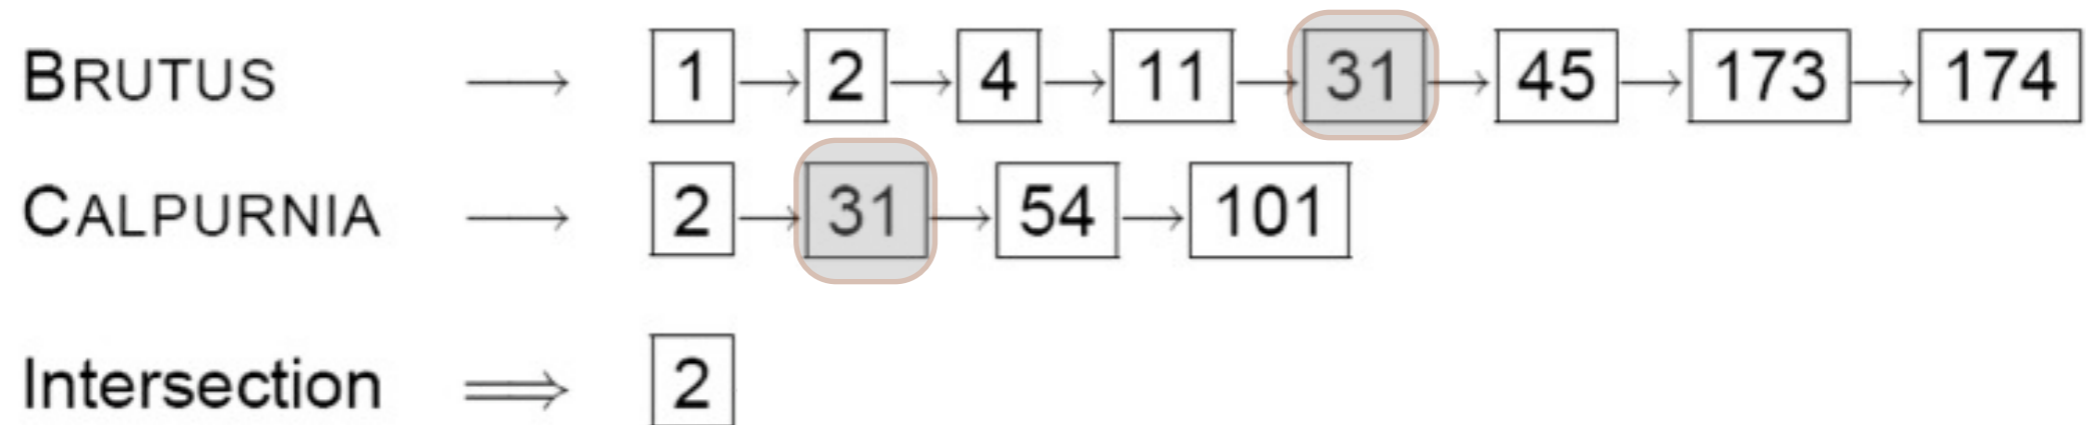 BRUTUS ⟶ 1 → 2 → 4 → 11 → 31 → 45 → 173 → 174
CALPURNIA ⟶ 2 → 31 → 54 → 101
Intersection ⟹ 2